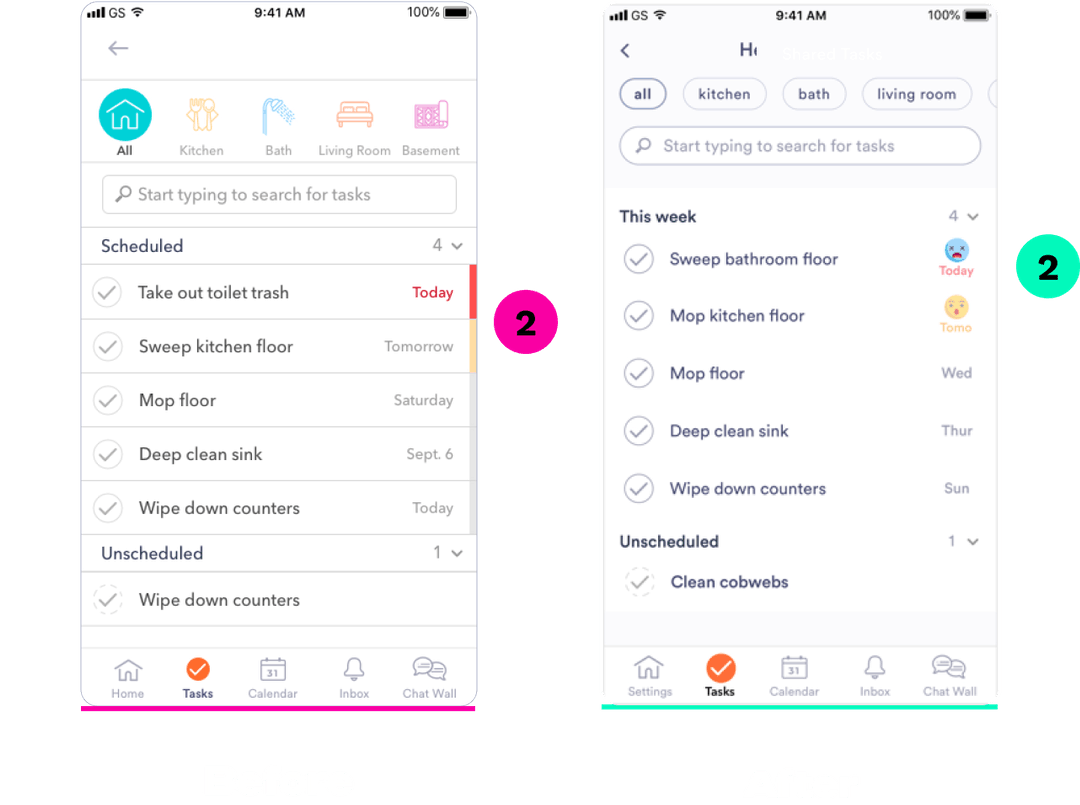 GS 9:41 AM 100%
All Kitchen Bath Living Room Basement
Start typing to search for tasks
Scheduled 4
Take out toilet trash Today
Sweep kitchen floor Tomorrow
Mop floor Saturday
Deep clean sink Sept. 6
Wipe down counters Today
Unscheduled 1
Wipe down counters
Home Tasks 31 Calendar Inbox Chat Wall
2
GS 9:41 AM 100%
Shared Tasks
all kitchen bath living room
Start typing to search for tasks
This week 4
Sweep bathroom floor Today
Mop kitchen floor Tomo
Mop floor Wed
Deep clean sink Thur
Wipe down counters Sun
Unscheduled 1
Clean cobwebs
Settings Tasks 31 Calendar Inbox Chat Wall
2